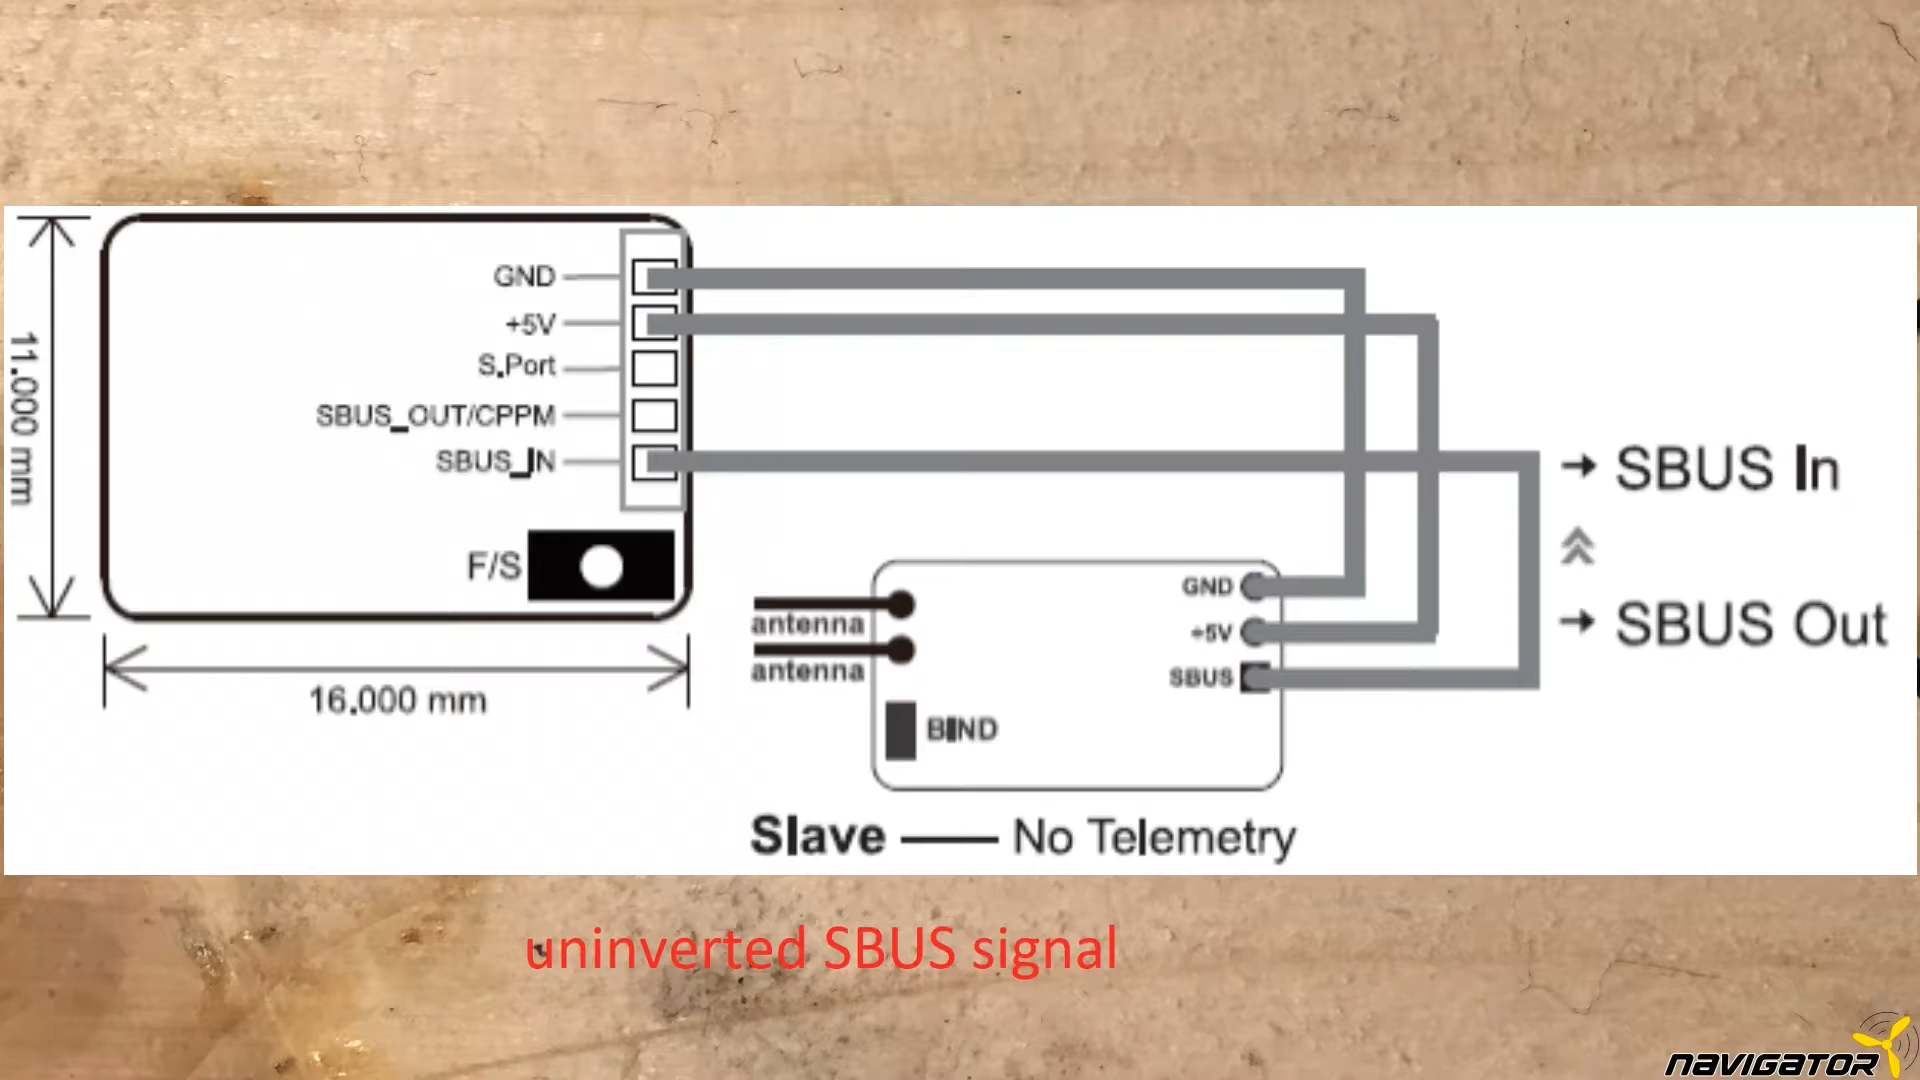 GND
+5V
S.Port
SBUS_OUT/CPPM
SBUS_IN
F/S
11.000 mm
16.000 mm
antenna
antenna
BIND
GND
+5V
SBUS
→ SBUS In
→ SBUS Out
Slave — No Telemetry
uninverted SBUS signal
NAVIGATOR